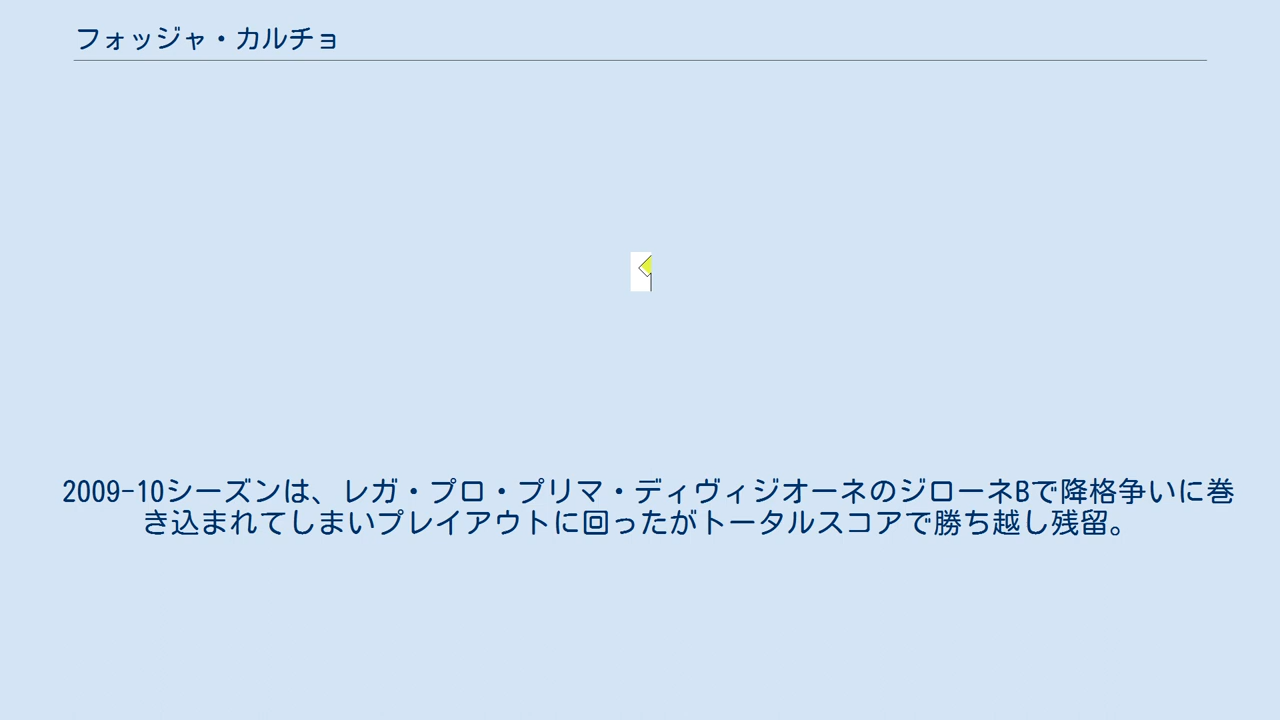 フォッジャ・カルチョ
2009-10シーズンは、レガ・プロ・プリマ・ディヴィジオーネのジローネBで降格争いに巻
き込まれてしまいプレイアウトに回ったがトータルスコアで勝ち越し残留。